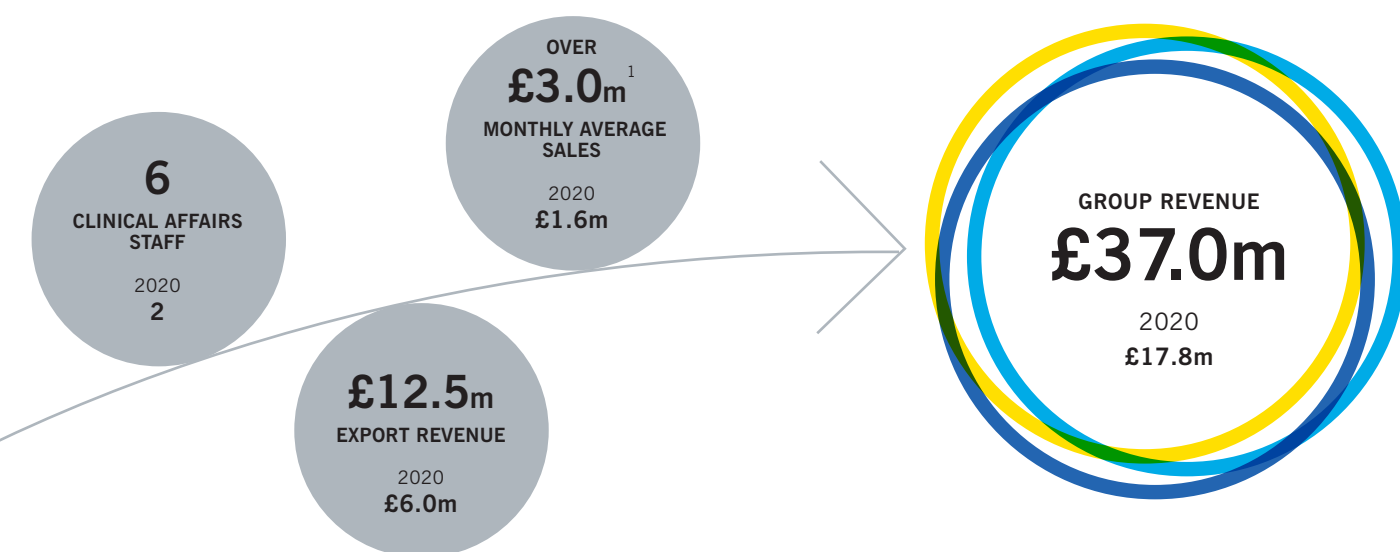 6
CLINICAL AFFAIRS
STAFF
2020
2
£12.5m
EXPORT REVENUE
2020
£6.0m
OVER
£3.0m1
MONTHLY AVERAGE
SALES
2020
£1.6m
GROUP REVENUE
£37.0m
2020
£17.8m